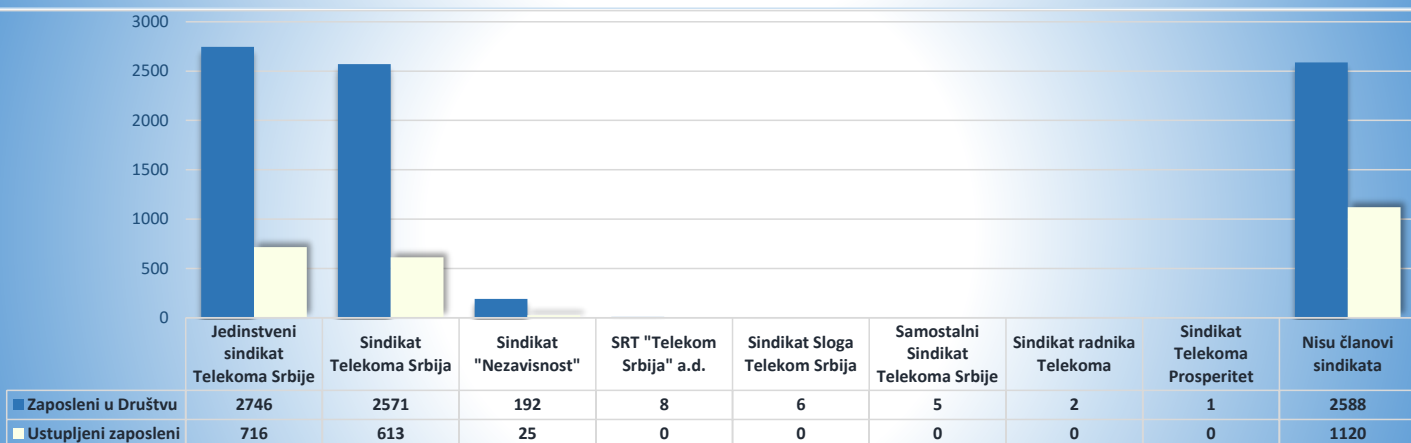 3000
2500
2000
1500
1000
500
0
Jedinstveni
sindikat
Telekoma Srbije
Sindikat
Telekoma Srbija
Sindikat
"Nezavisnost"
SRT "Telekom
Srbija" a.d.
Sindikat Sloga
Telekom Srbija
Samostalni
Sindikat
Telekoma Srbije
Sindikat radnika
Telekoma
Sindikat
Telekoma
Prosperitet
Nisu članovi
sindikata
Zaposleni u Društvu 2746 2571 192 8 6 5 2 1 2588
Ustupljeni zaposleni 716 613 25 0 0 0 0 0 1120